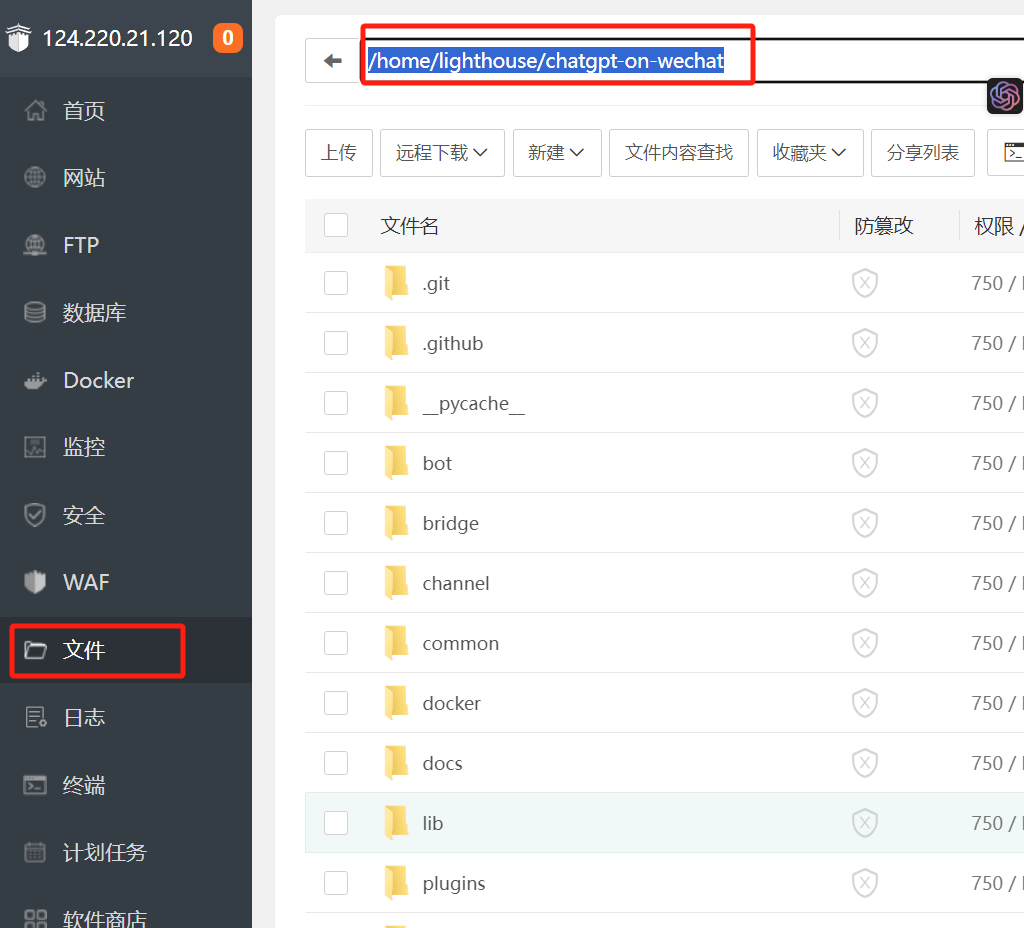 124.220.21.120 0
首页
网站
FTP
数据库
Docker
监控
安全
WAF
文件
日志
终端
计划任务
软件商店
/home/lighthouse/chatgpt-on-wechat
上传 远程下载 新建 文件内容查找 收藏夹 分享列表
文件名 防篡改 权限 /
.git 750 /
.github 750 /
__pycache__ 750 /
bot 750 /
bridge 750 /
channel 750 /
common 750 /
docker 750 /
docs 750 /
lib 750 /
plugins 750 /